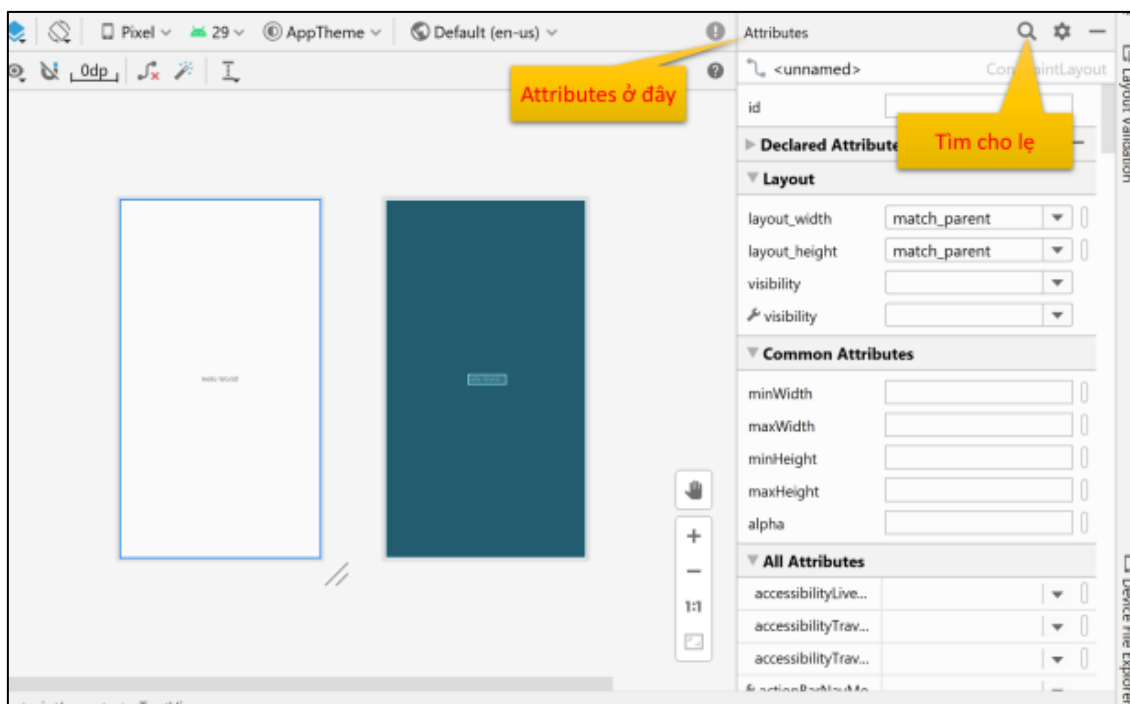 Pixel 29 AppTheme Default (en-us)
Attributes
0dp
<unnamed>
Attributes ở đây
id
Declared Attribute
Tìm cho lẹ
Layout
layout_width match_parent
layout_height match_parent
visibility
visibility
Common Attributes
minWidth
maxWidth
minHeight
maxHeight
alpha
All Attributes
accessibilityLive...
accessibilityTrav...
accessibilityTrav...
Hello World!
1:1
Layout Validation
Device File Explorer